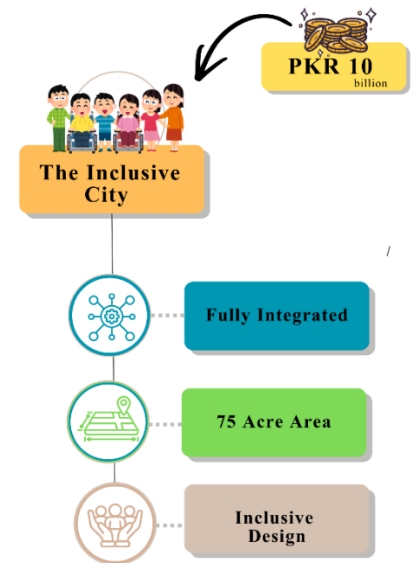 PKR 10
billion
The Inclusive
City
/
Fully Integrated
75 Acre Area
Inclusive
Design